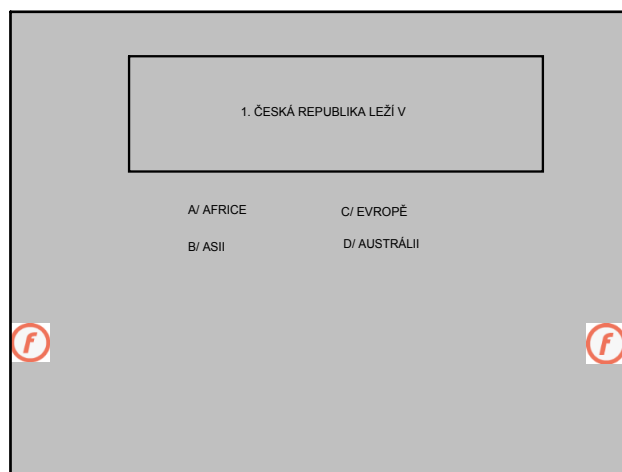 1. ČESKÁ REPUBLIKA LEŽÍ V
A/ AFRICE
C/ EVROPĚ
B/ ASII
D/ AUSTRÁLII
f
f